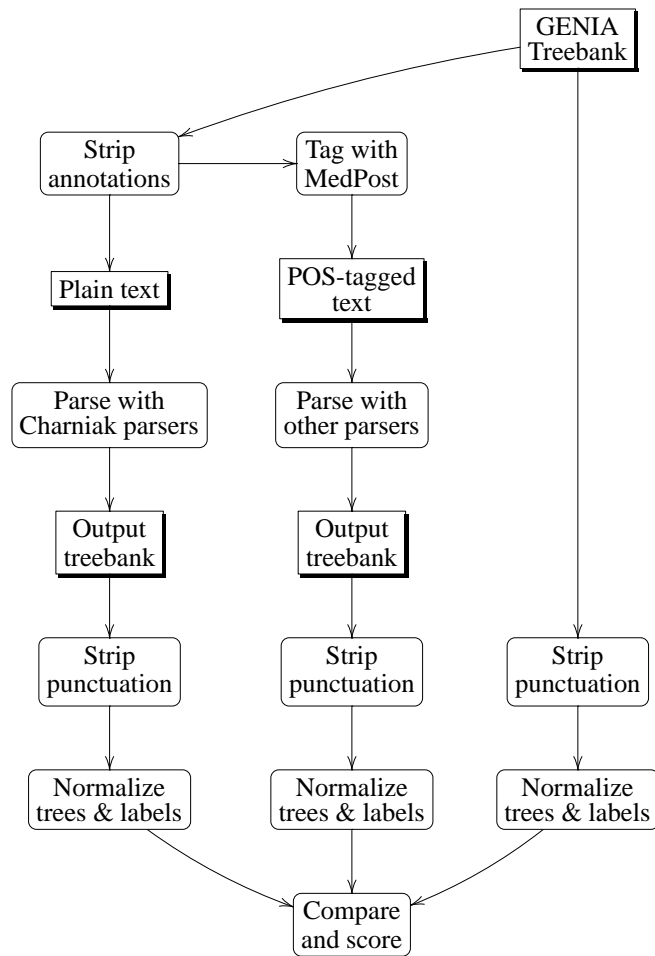 GENIA
Treebank
Strip
annotations
Tag with
MedPost
Plain text
POS-tagged
text
Parse with
Charniak parsers
Parse with
other parsers
Output
treebank
Output
treebank
Strip
punctuation
Strip
punctuation
Strip
punctuation
Normalize
trees & labels
Normalize
trees & labels
Normalize
trees & labels
Compare
and score